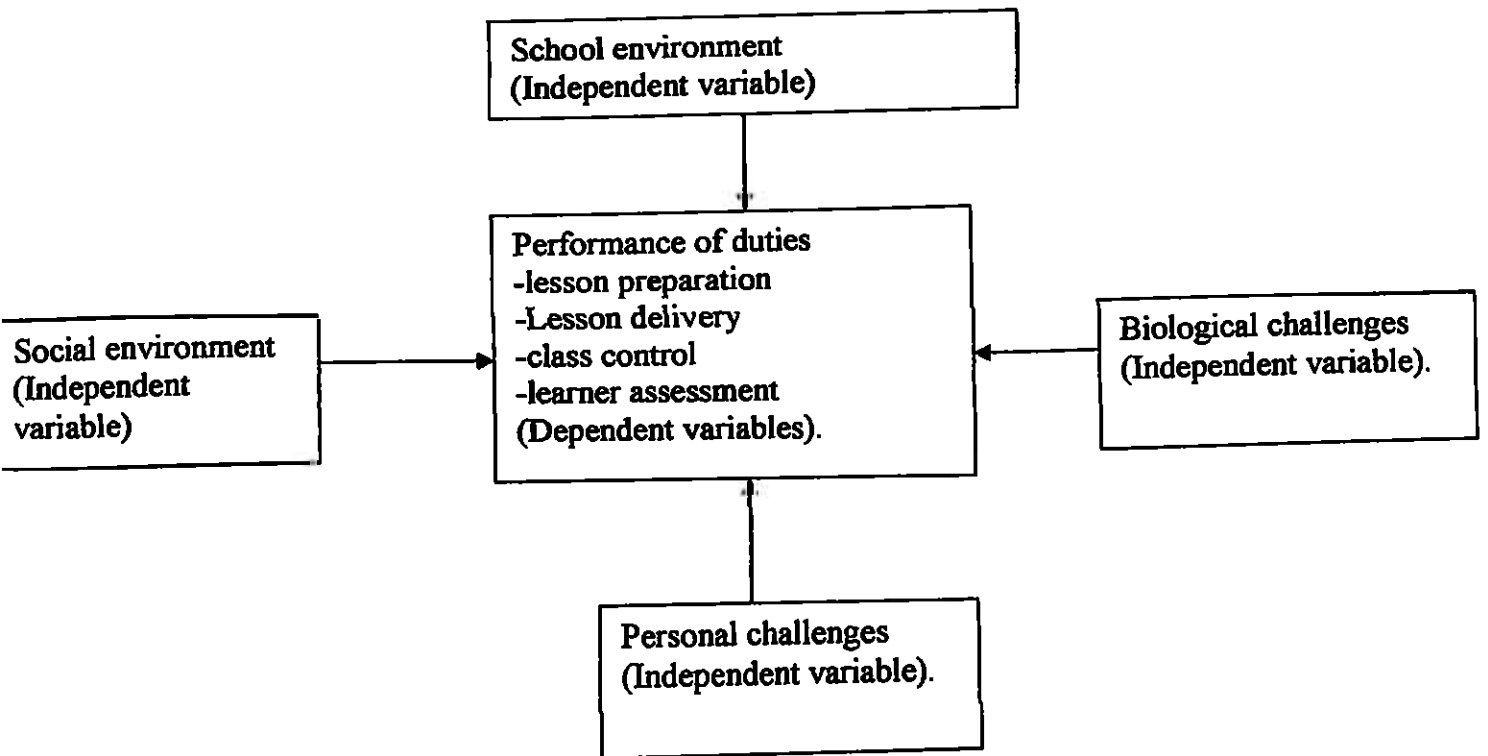 School environment
(Independent variable)
Performance of duties
-lesson preparation
-Lesson delivery
-class control
-learner assessment
(Dependent variables).
Social environment
(Independent
variable)
Biological challenges
(Independent variable).
Personal challenges
(Independent variable).